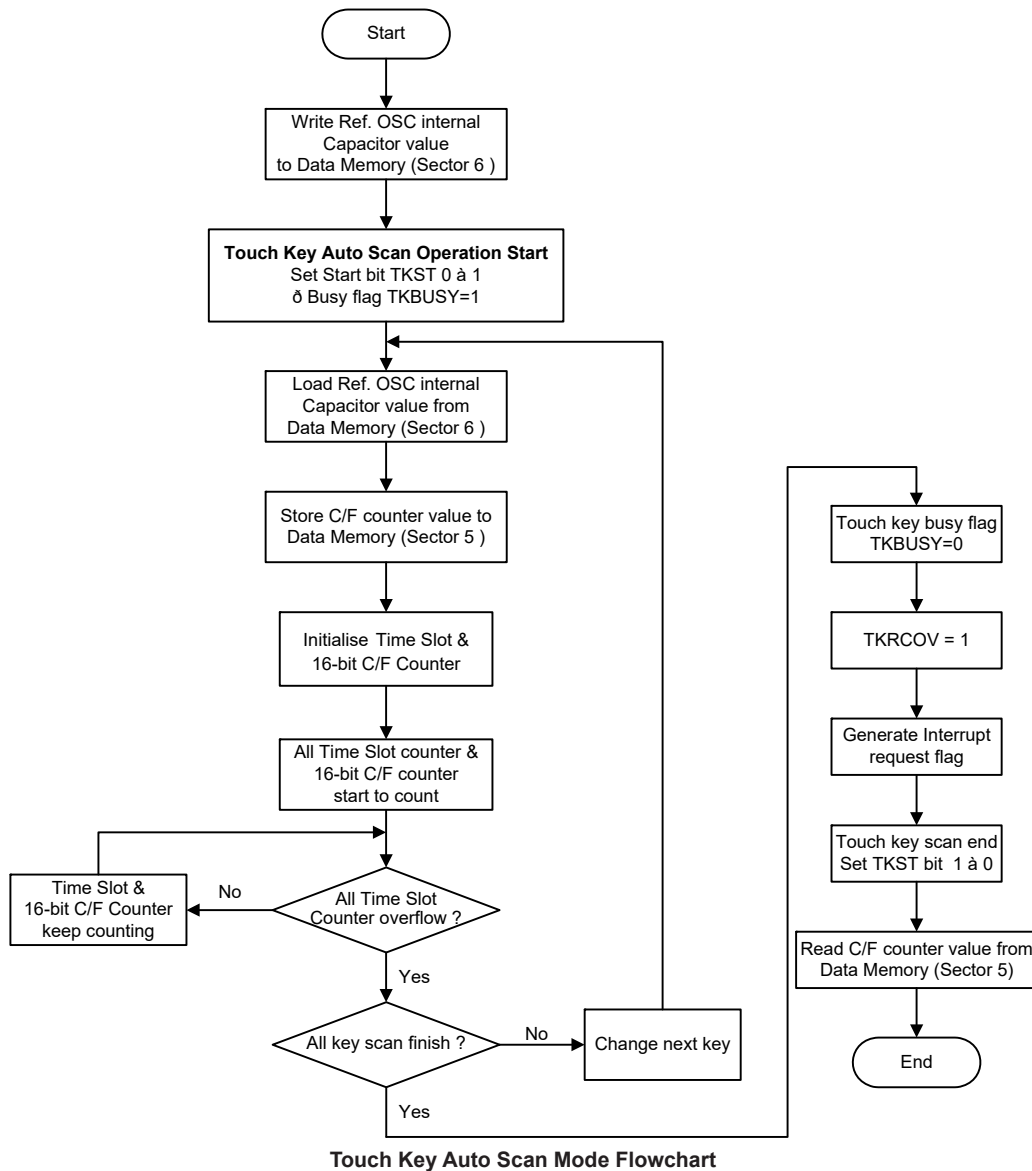 Start
Write Ref. OSC internal
Capacitor value
to Data Memory (Sector 6 )
Touch Key Auto Scan Operation Start
Set Start bit TKST 0 à 1
ð Busy flag TKBUSY=1
Load Ref. OSC internal
Capacitor value from
Data Memory (Sector 6 )
Store C/F counter value to
Data Memory (Sector 5 )
Initialise Time Slot &
16-bit C/F Counter
All Time Slot counter &
16-bit C/F counter
start to count
Time Slot &
16-bit C/F Counter
keep counting
No
All Time Slot
Counter overflow ?
Yes
All key scan finish ?
No
Change next key
Yes
Touch key busy flag
TKBUSY=0
TKRCOV = 1
Generate Interrupt
request flag
Touch key scan end
Set TKST bit 1 à 0
Read C/F counter value from
Data Memory (Sector 5)
End
Touch Key Auto Scan Mode Flowchart